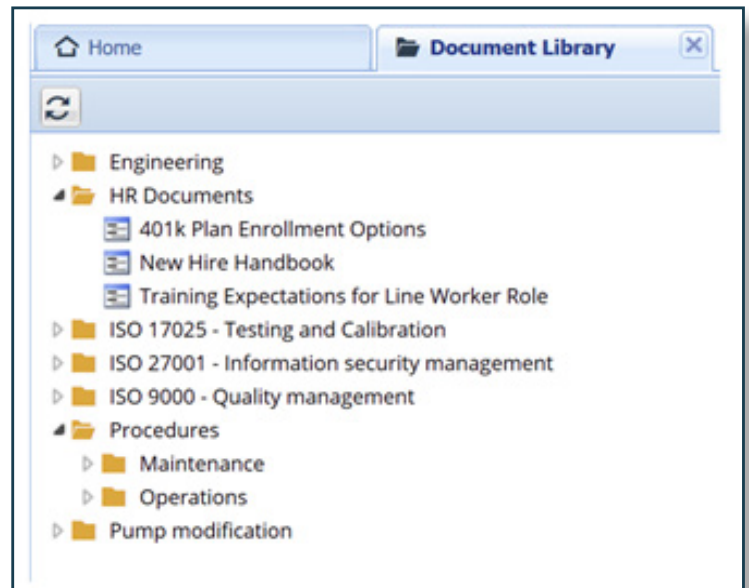 Home
Document Library
Engineering
HR Documents
401k Plan Enrollment Options
New Hire Handbook
Training Expectations for Line Worker Role
ISO 17025 - Testing and Calibration
ISO 27001 - Information security management
ISO 9000 - Quality management
Procedures
Maintenance
Operations
Pump modification